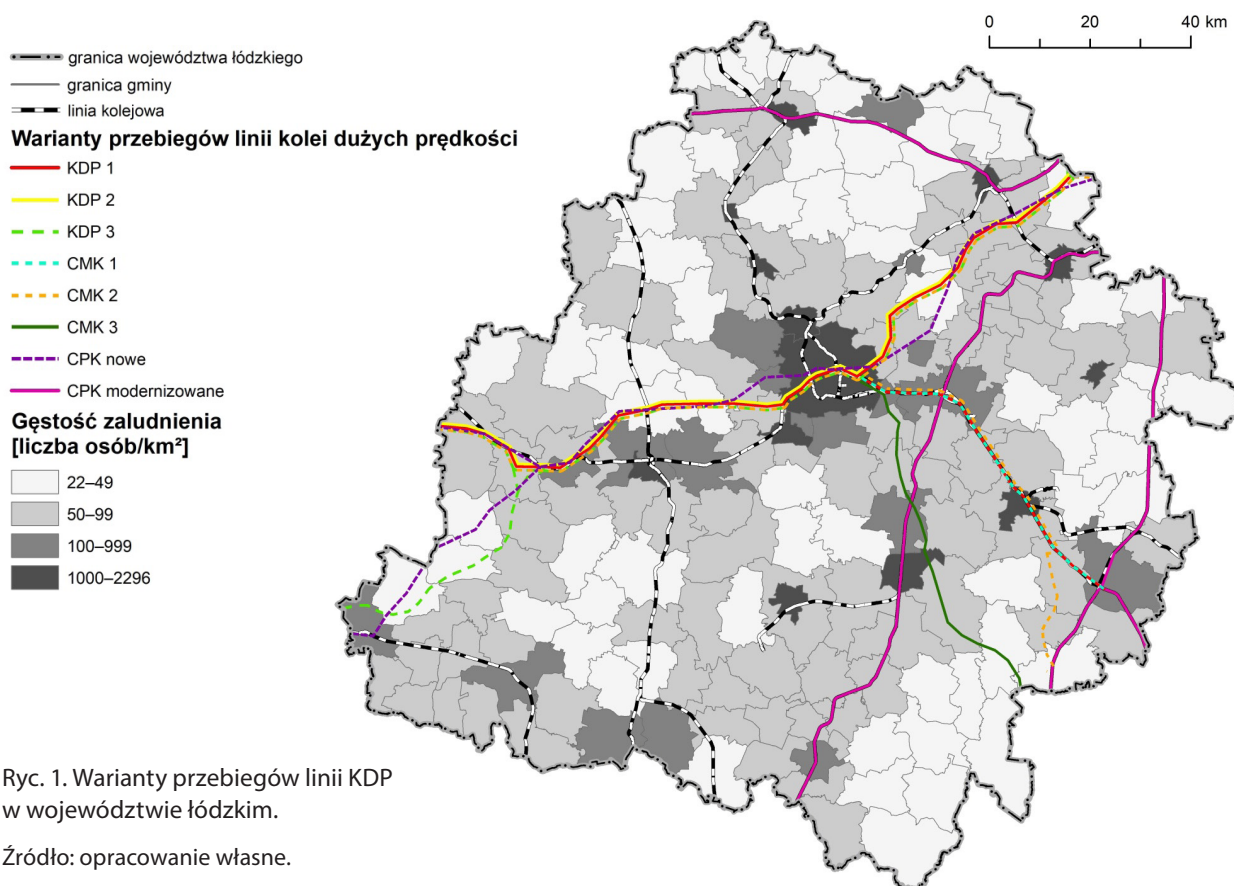 0 20 40 km
granica województwa łódzkiego
granica gminy
linia kolejowa
Warianty przebiegów linii kolei dużych prędkości
KDP 1
KDP 2
KDP 3
CMK 1
CMK 2
CMK 3
CPK nowe
CPK modernizowane
Gęstość zaludnienia
[liczba osób/km²]
22–49
50–99
100–999
1000–2296
Ryc. 1. Warianty przebiegów linii KDP
w województwie łódzkim.
Źródło: opracowanie własne.